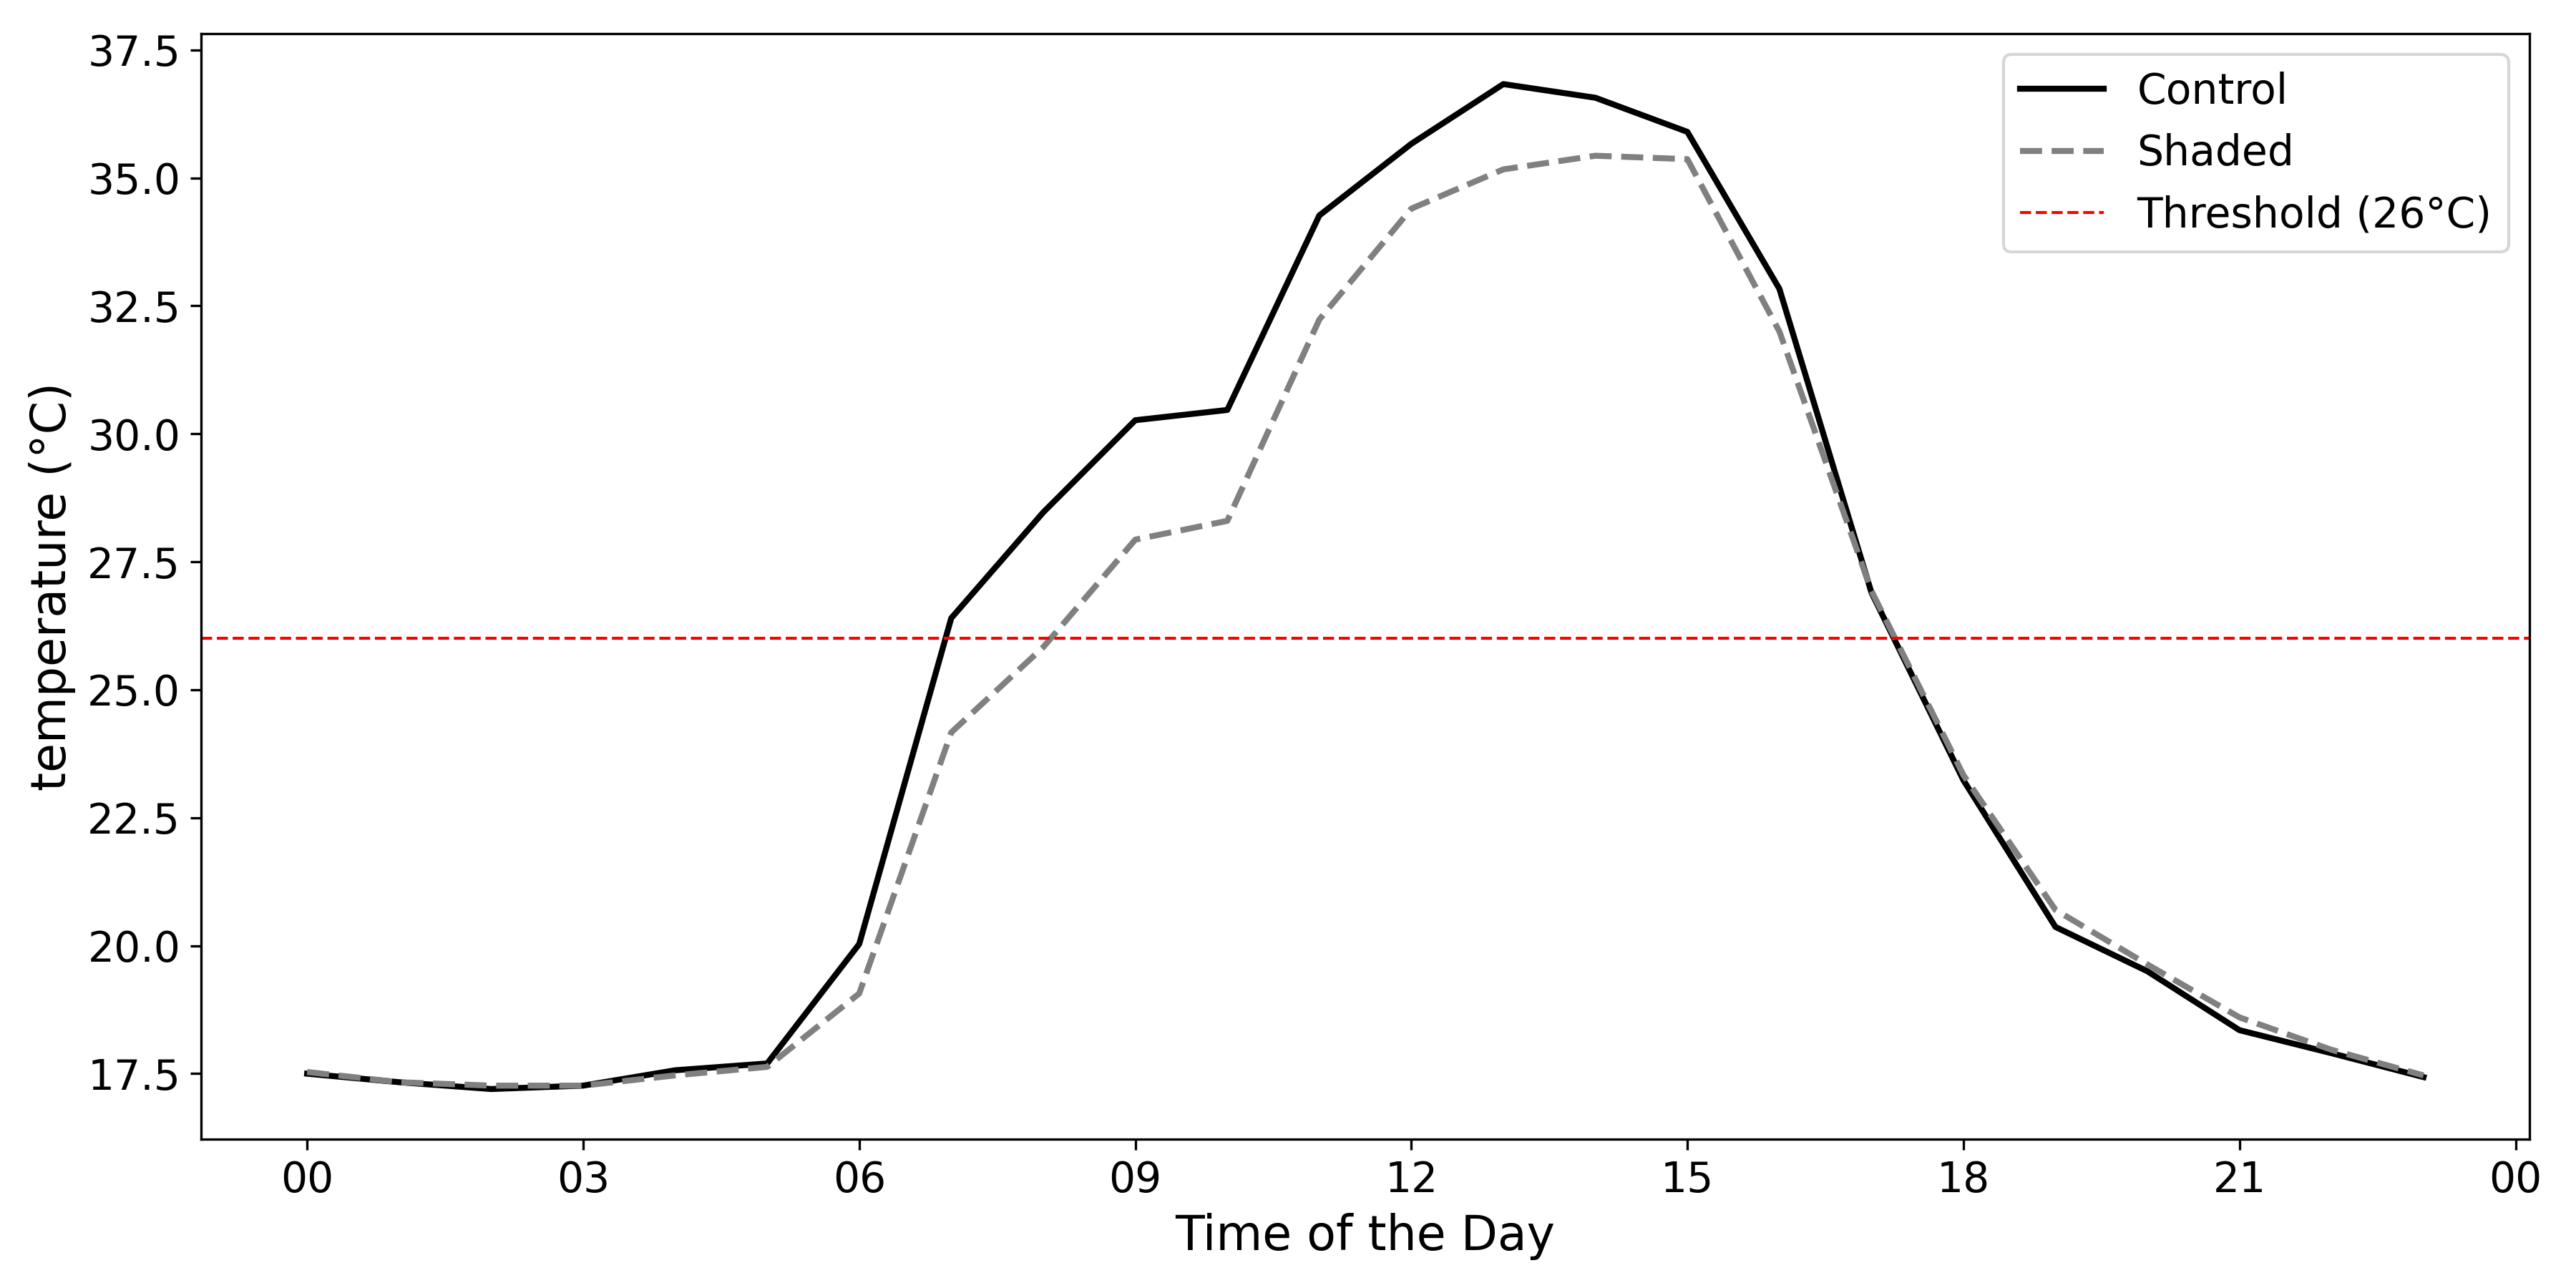 37.5
35.0
32.5
30.0
27.5
25.0
22.5
20.0
17.5
temperature (°C)
Control
Shaded
Threshold (26°C)
00 03 06 09 12 15 18 21 00
Time of the Day